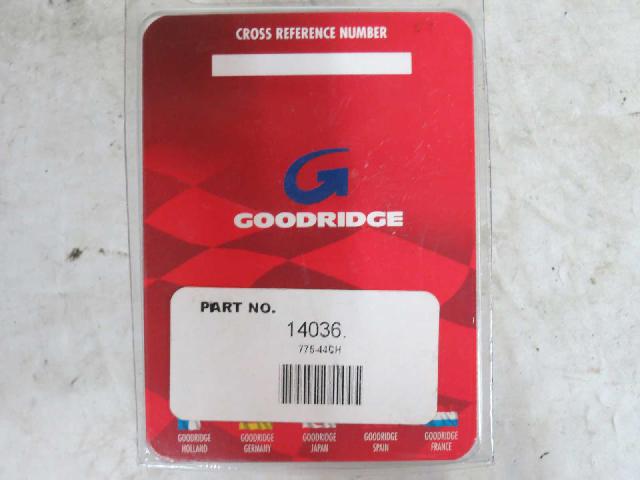 CROSS REFERENCE NUMBER
GOODRIDGE
PART NO.
14036.
775-44CH
GOODRIDGE HOLLAND
GOODRIDGE GERMANY
GOODRIDGE JAPAN
GOODRIDGE SPAIN
GOODRIDGE FRANCE